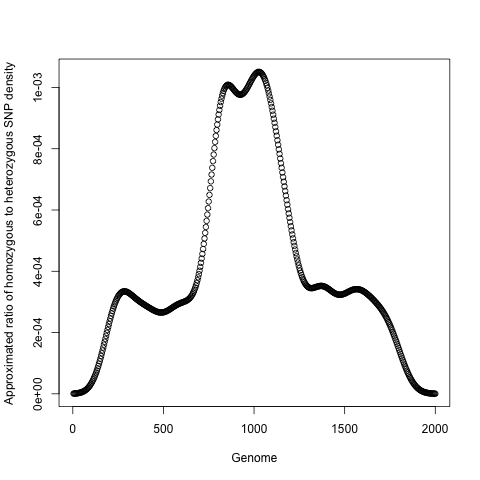 Approximated ratio of homozygous to heterozygous SNP density
1e-03
8e-04
6e-04
4e-04
2e-04
0e+00
0 500 1000 1500 2000
Genome